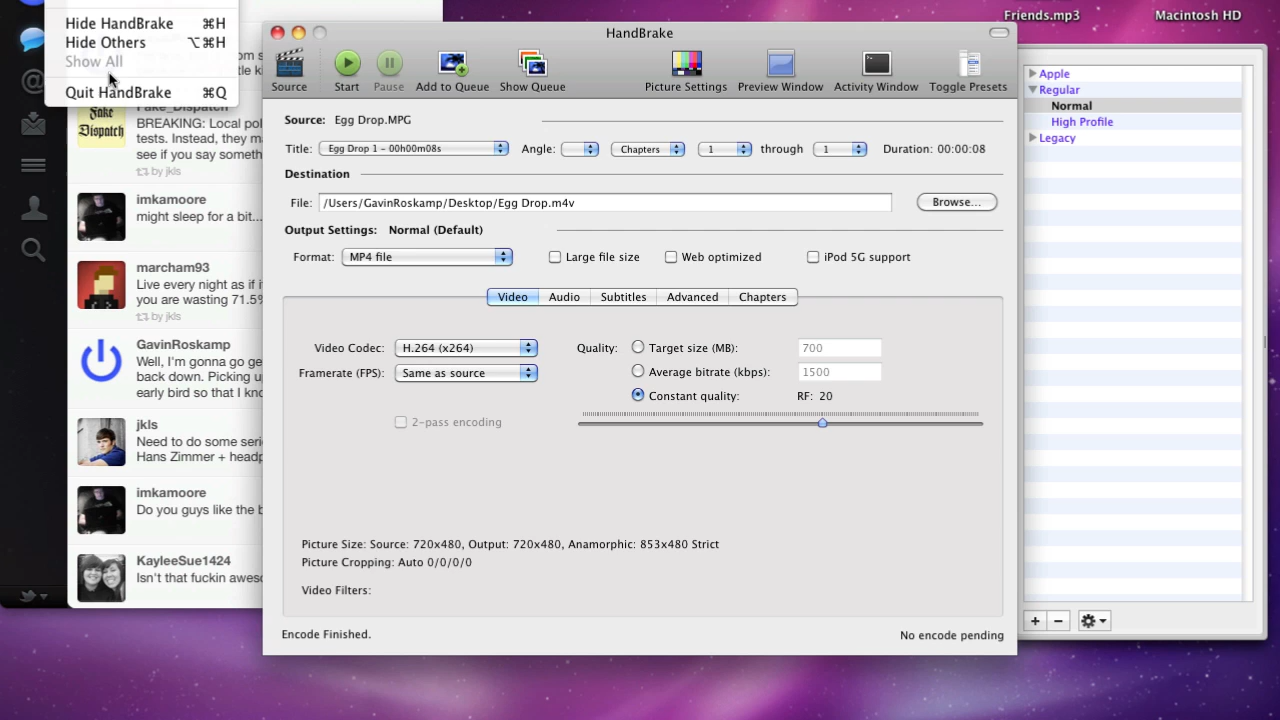 Hide HandBrake ⌘H
Hide Others ⌥⌘H
Show All
Quit HandBrake ⌘Q
Friends.mp3
Macintosh HD
Fake_Dispatch
BREAKING: Local pol
tests. Instead, they ma
see if you say someth
by jkls
Fake
Dispatch
imkamoore
might sleep for a bit...
marcham93
Live every night as if i
you are wasting 71.5%
by jkls
GavinRoskamp
Well, I'm gonna go ge
back down. Picking up
early bird so that I kno
jkls
Need to do some seri
Hans Zimmer + headp
imkamoore
Do you guys like the b
KayleeSue1424
Isn't that fuckin aweso
HandBrake
Source
Start
Pause
Add to Queue
Show Queue
Picture Settings
Preview Window
Activity Window
Toggle Presets
Source: Egg Drop.MPG
Title: Egg Drop 1 - 00h00m08s Angle: Chapters 1 through 1 Duration: 00:00:08
Destination
File: /Users/GavinRoskamp/Desktop/Egg Drop.m4v Browse...
Output Settings: Normal (Default)
Format: MP4 file Large file size Web optimized iPod 5G support
Video Audio Subtitles Advanced Chapters
Video Codec: H.264 (x264)
Framerate (FPS): Same as source
2-pass encoding
Quality: Target size (MB): 700
Average bitrate (kbps): 1500
Constant quality: RF: 20
Picture Size: Source: 720x480, Output: 720x480, Anamorphic: 853x480 Strict
Picture Cropping: Auto 0/0/0/0
Video Filters:
Encode Finished.
No encode pending
Apple
Regular
Normal
High Profile
Legacy